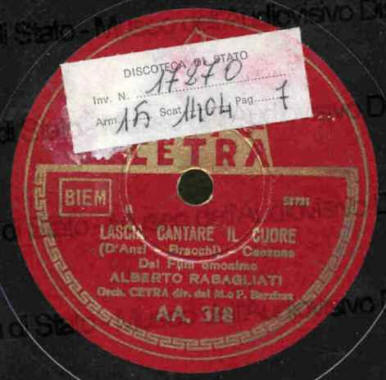 DISCOTECA DI STATO
Inv. N. 17270
Arm. 15 Scat. 1404 Pag. 7
CETRA
BIEM
LASCIA CANTARE IL CUORE
(D'Anzi - Bracchi) - Canzone
Dal Film omonimo
ALBERTO RABAGLIATI
Orch. CETRA dir. dal M.o P. Barzizza
AA. 318